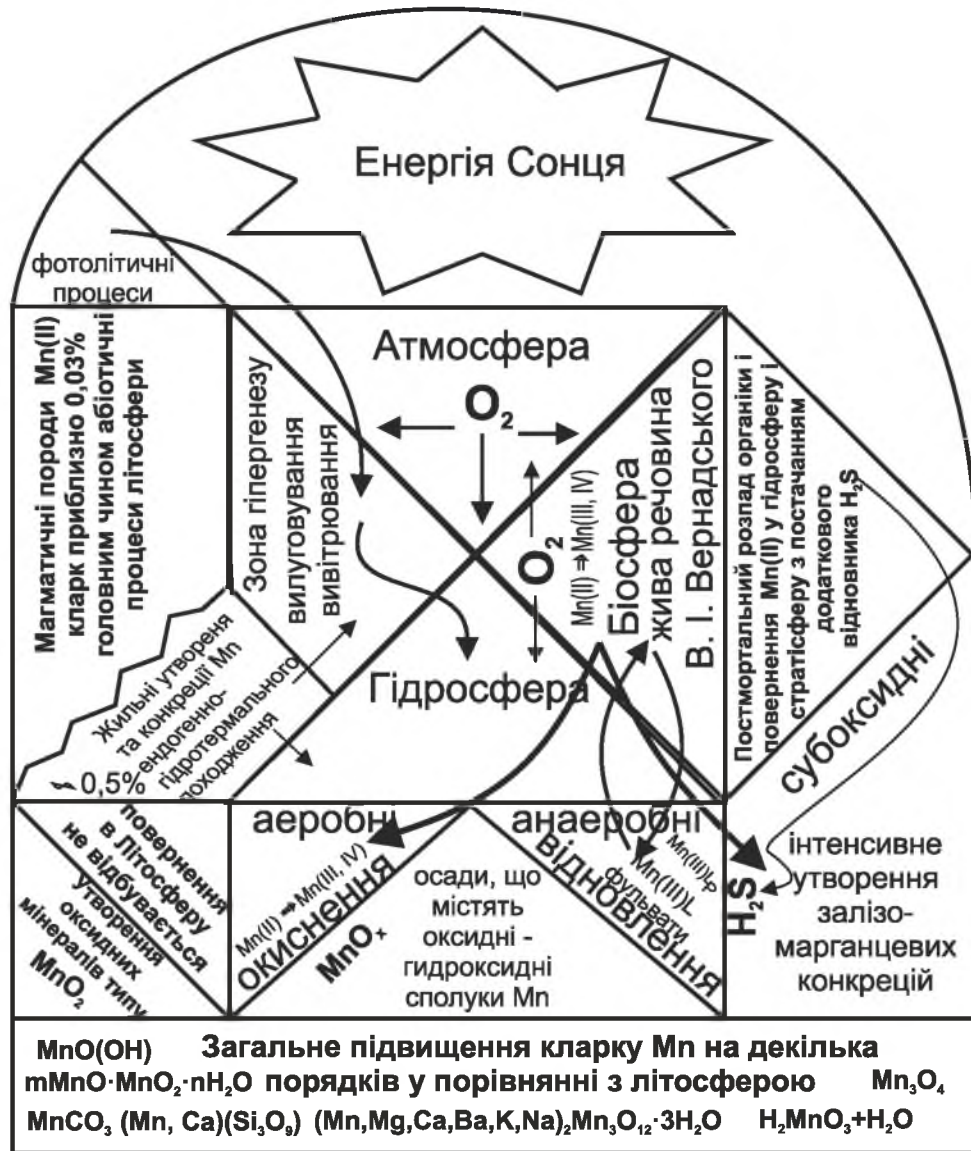 Енергія Сонця
фотолітичні
процеси
Магматичні породи Mn(II)
кларк приблизно 0,03%
головним чином абіотичні
процеси літосфери
Зона гіпергенезу
вилуговування
вивітрювання
Атмосфера
O₂
O₂
Mn(II) ⇒ Mn(III, IV)
Біосфера
жива речовина
В. І. Вернадського
Постмортальний розпад органіки і
повернення Mn(II) у гідросферу і
стратісферу з постачанням
додаткового
відновника H₂S
субоксидні
Гідросфера
Жильні утвореня
та конкреції Mn
ендогенно-
гідротермального
походження
~ 0,5%
повернення
в Літосферу
не відбувається
утворення
оксидних
мінералів типу
MnO₂
аеробні
Mn(II) ⇒ Mn(III, IV)
окиснення
MnO₊
осади, що
містять
оксидні -
гидроксидні
сполуки Mn
анаеробні
Mn(III)Lₚ
Mn(III)L
фульвати
відновлення
H₂S
інтенсивне
утворення
залізо-
марганцевих
конкрецій
MnO(OH) Загальне підвищення кларку Mn на декілька
mMnO·MnO₂·nH₂O порядків у порівнянні з літосферою Mn₃O₄
MnCO₃ (Mn, Ca)(Si₃O₉) (Mn,Mg,Ca,Ba,K,Na)₂Mn₃O₁₂·3H₂O H₂MnO₃+H₂O